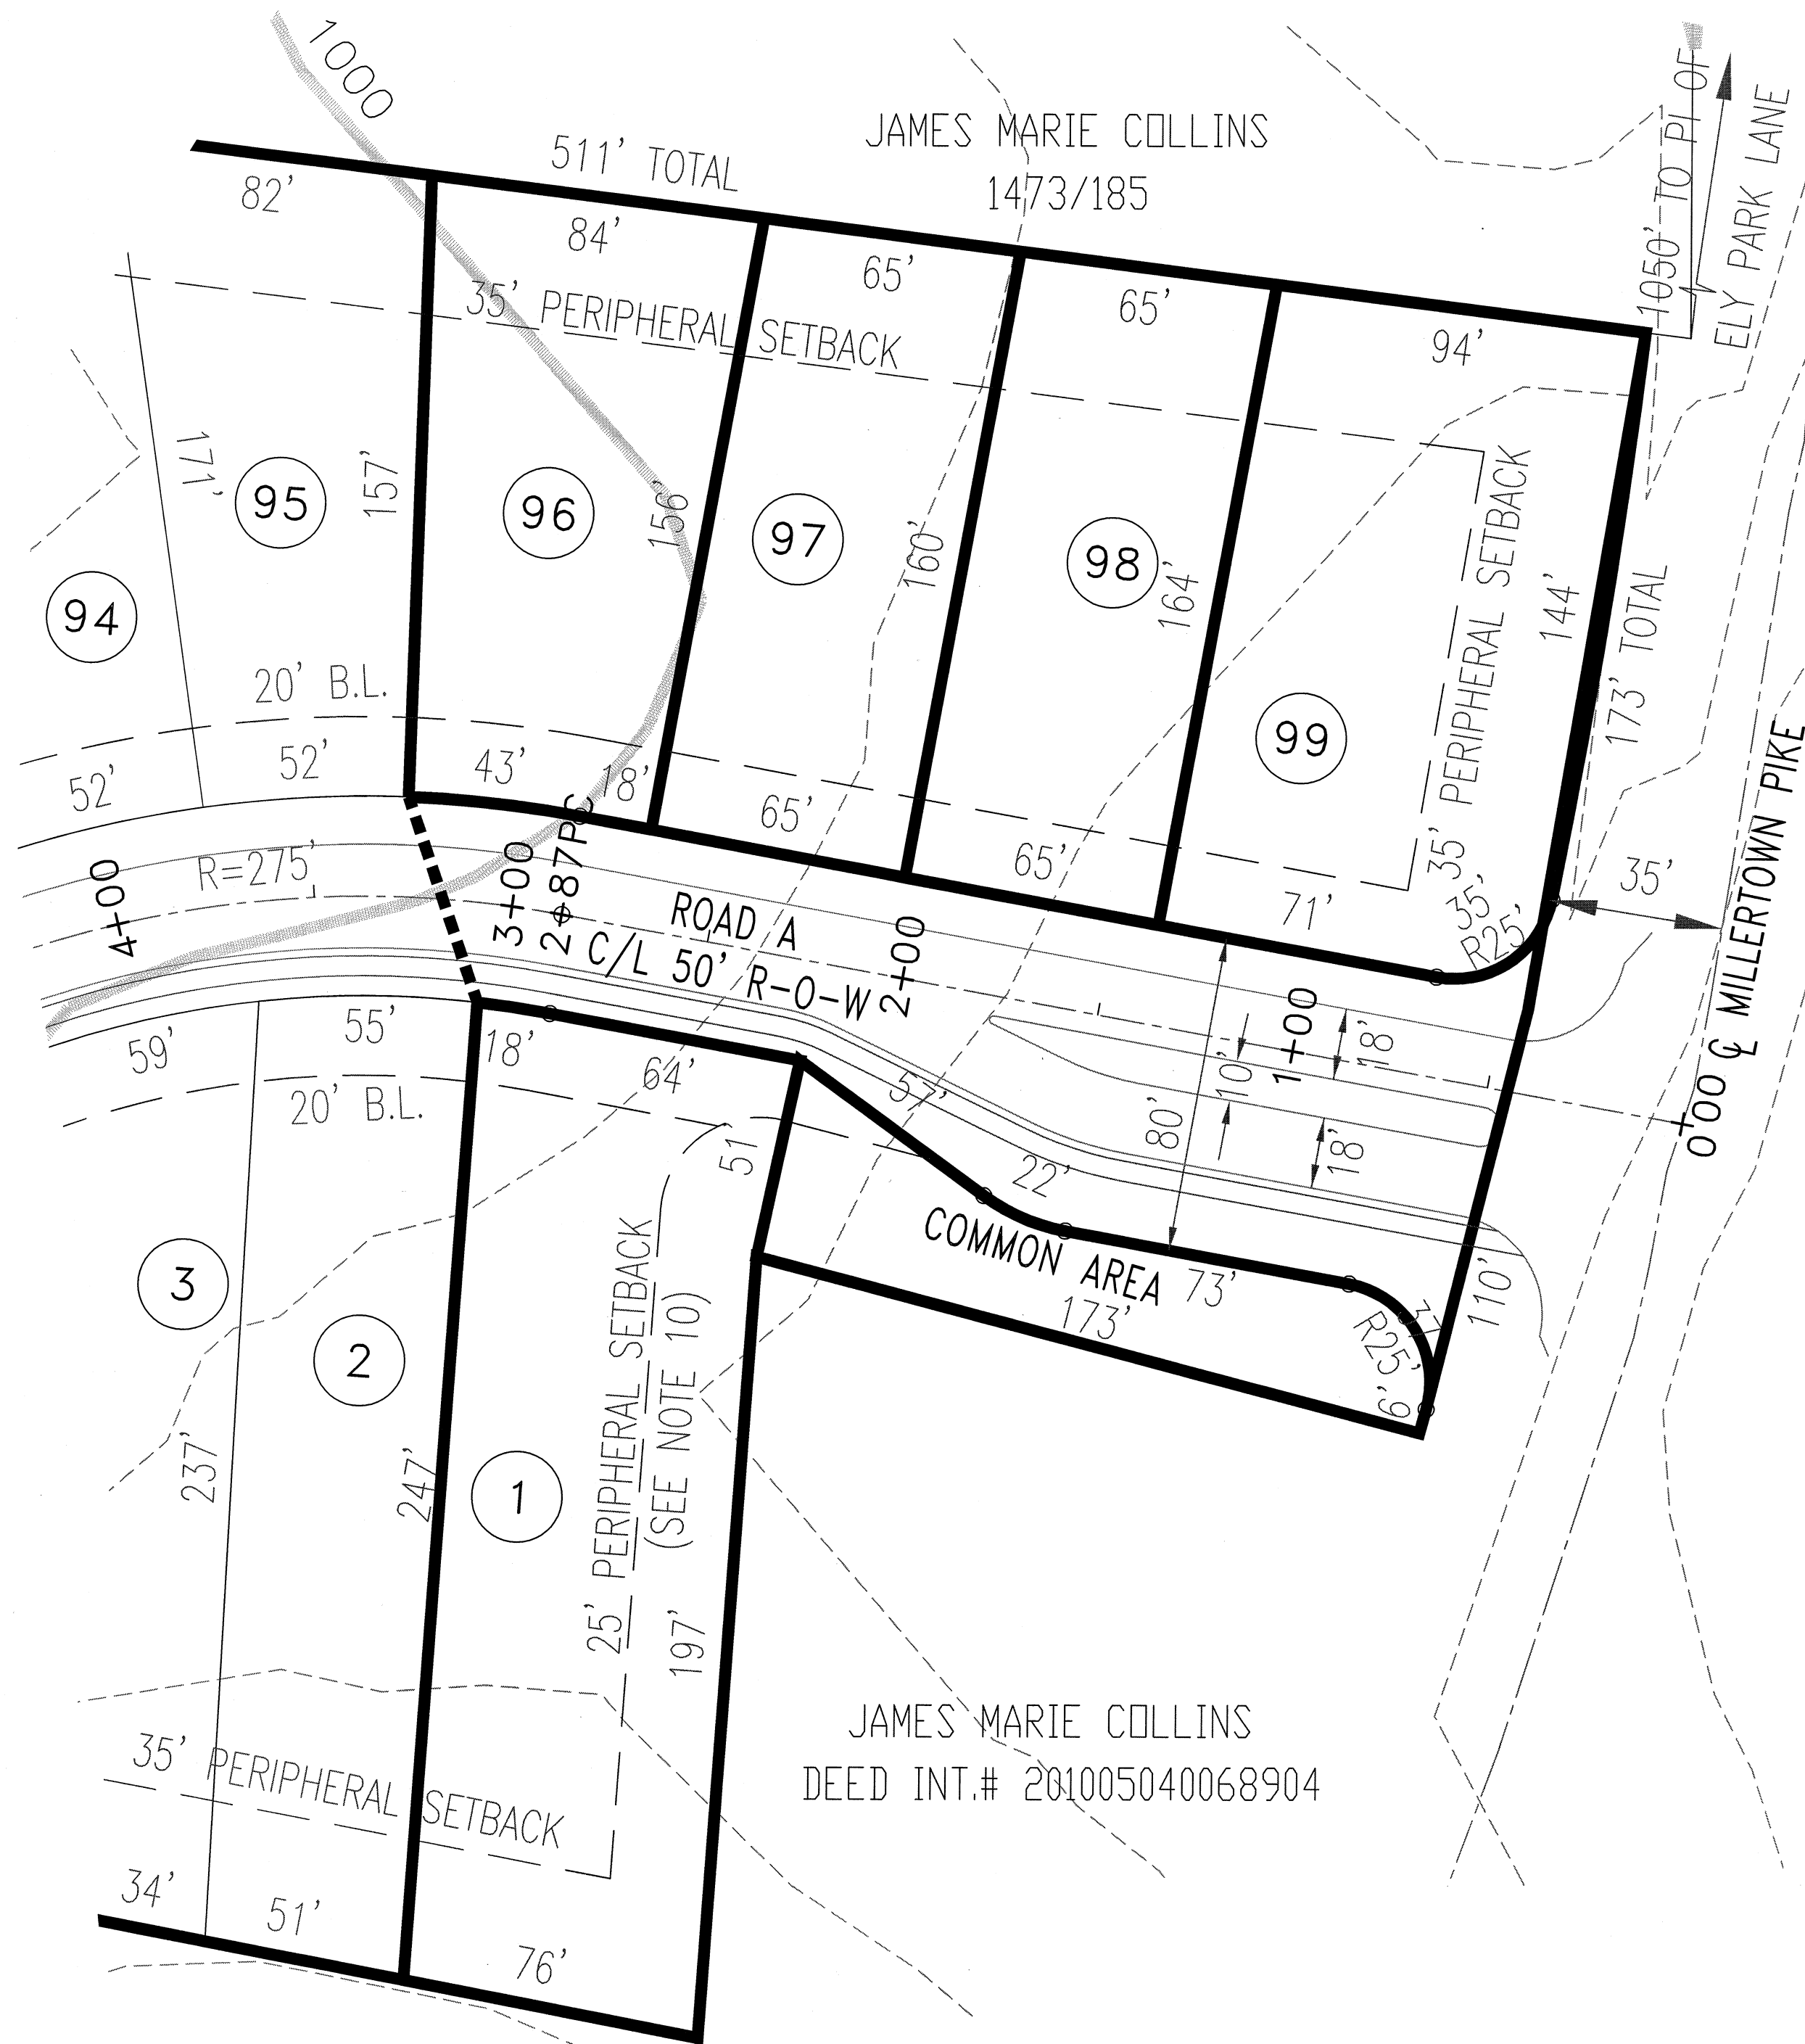 1000
JAMES MARIE COLLINS
1473/185
511' TOTAL
1050' TO PI OF
ELY PARK LANE
82'
84'
65'
65'
94'
35' PERIPHERAL SETBACK
171'
95
157'
96
156'
97
160'
98
164'
99
35' PERIPHERAL SETBACK
144'
173' TOTAL
94
20' B.L.
52'
52'
43'
18'
65'
65'
71'
35'
R25'
35'
MILLERTOWN PIKE
4+00
R=275'
3+00
2+87 PC
ROAD A
C/L 50' R-O-W
2+00
1+00
0+00
18'
10'
80'
18'
59'
55'
18'
64'
57'
20' B.L.
51'
22'
COMMON AREA
73'
173'
37'
R25'
6'
110'
3
2
1
237'
247'
25' PERIPHERAL SETBACK
(SEE NOTE 10)
197'
35' PERIPHERAL SETBACK
JAMES MARIE COLLINS
DEED INT.# 201005040068904
34'
51'
76'